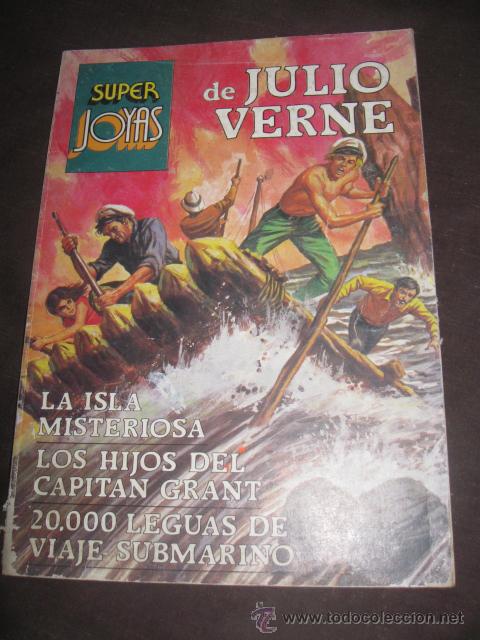 SUPER
JOYAS
de JULIO
VERNE
LA ISLA
MISTERIOSA
LOS HIJOS DEL
CAPITAN GRANT
20.000 LEGUAS DE
VIAJE SUBMARINO
www.todocoleccion.net